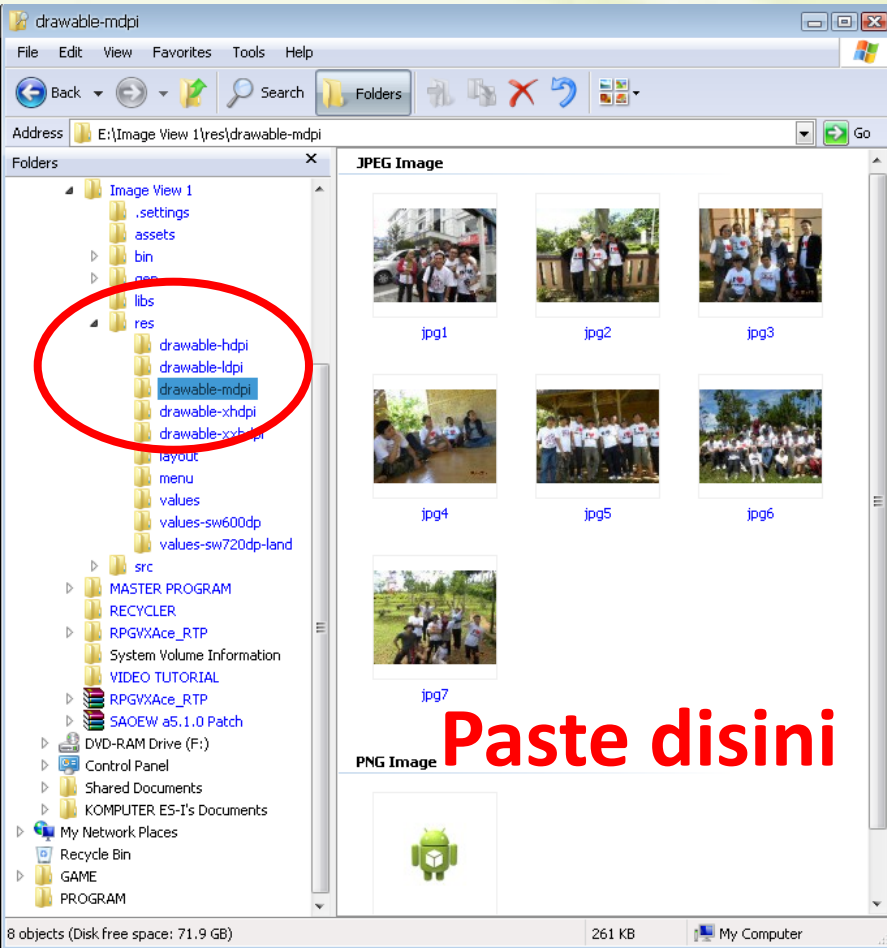 drawable-mdpi
File Edit View Favorites Tools Help
Back Search Folders
Address E:\Image View 1\res\drawable-mdpi Go
Folders x
Image View 1
.settings
assets
bin
gen
libs
res
drawable-hdpi
drawable-ldpi
drawable-mdpi
drawable-xhdpi
drawable-xxhdpi
layout
menu
values
values-sw600dp
values-sw720dp-land
src
MASTER PROGRAM
RECYCLER
RPGVXAce_RTP
System Volume Information
VIDEO TUTORIAL
RPGVXAce_RTP
SAOEW a5.1.0 Patch
DVD-RAM Drive (F:)
Control Panel
Shared Documents
KOMPUTER ES-I's Documents
My Network Places
Recycle Bin
GAME
PROGRAM
JPEG Image
jpg1 jpg2 jpg3
jpg4 jpg5 jpg6
jpg7
Paste disini
PNG Image
8 objects (Disk free space: 71.9 GB) 261 KB My Computer